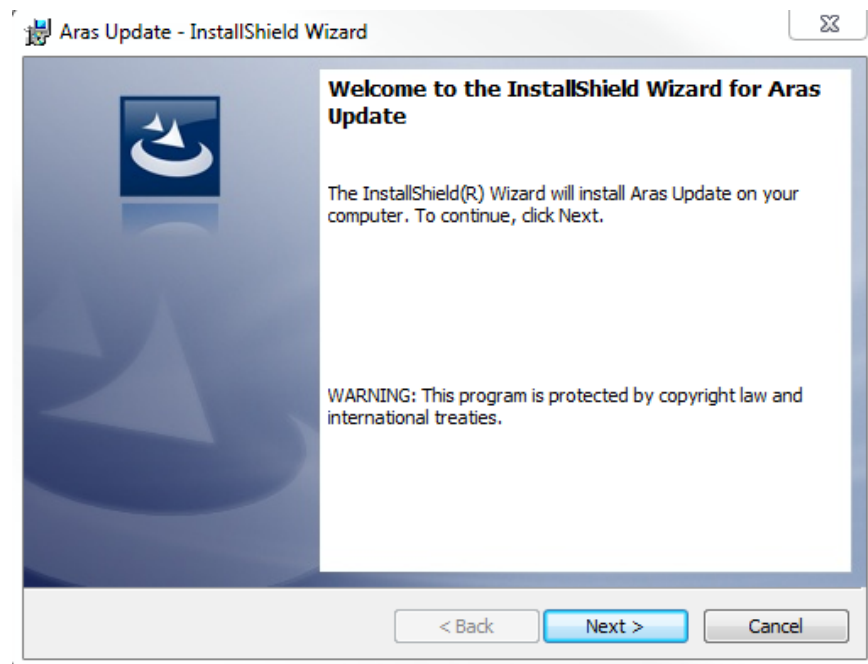 Aras Update - InstallShield Wizard
Welcome to the InstallShield Wizard for Aras
Update
The InstallShield(R) Wizard will install Aras Update on your
computer. To continue, click Next.
WARNING: This program is protected by copyright law and
international treaties.
< Back
Next >
Cancel